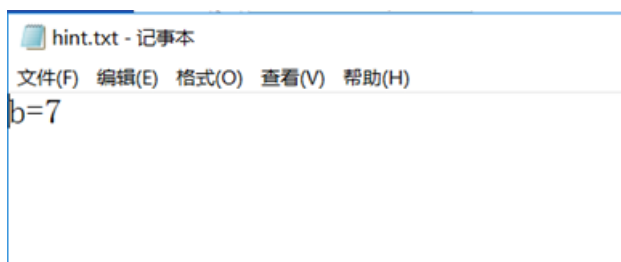 hint.txt - 记事本
文件(F) 编辑(E) 格式(O) 查看(V) 帮助(H)
b=7